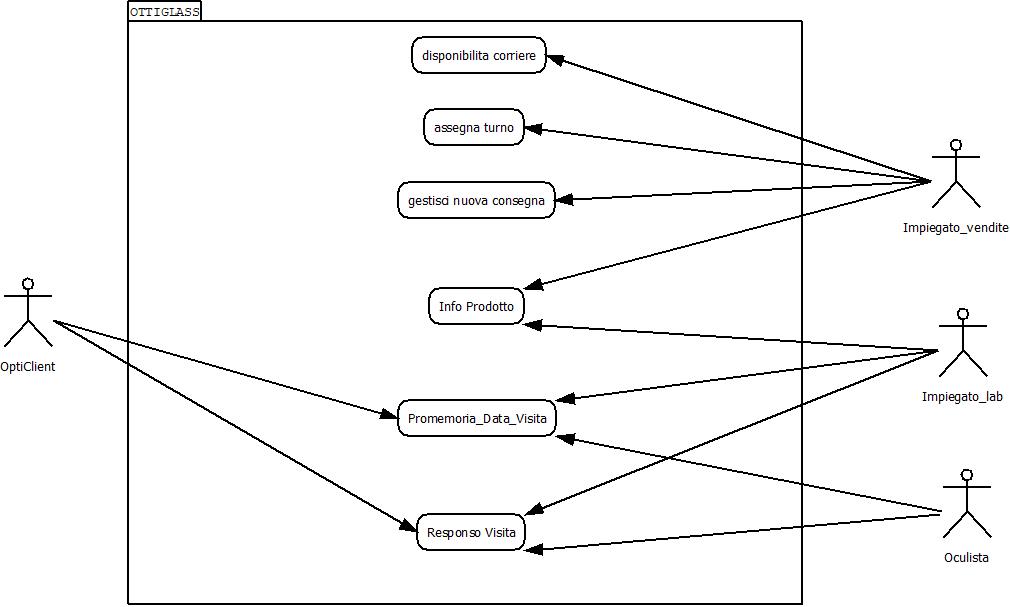 OTTIGLASS
disponibilita corriere
assegna turno
gestisci nuova consegna
Impiegato_vendite
Info Prodotto
OptiClient
Impiegato_lab
Promemoria_Data_Visita
Responso Visita
Oculista